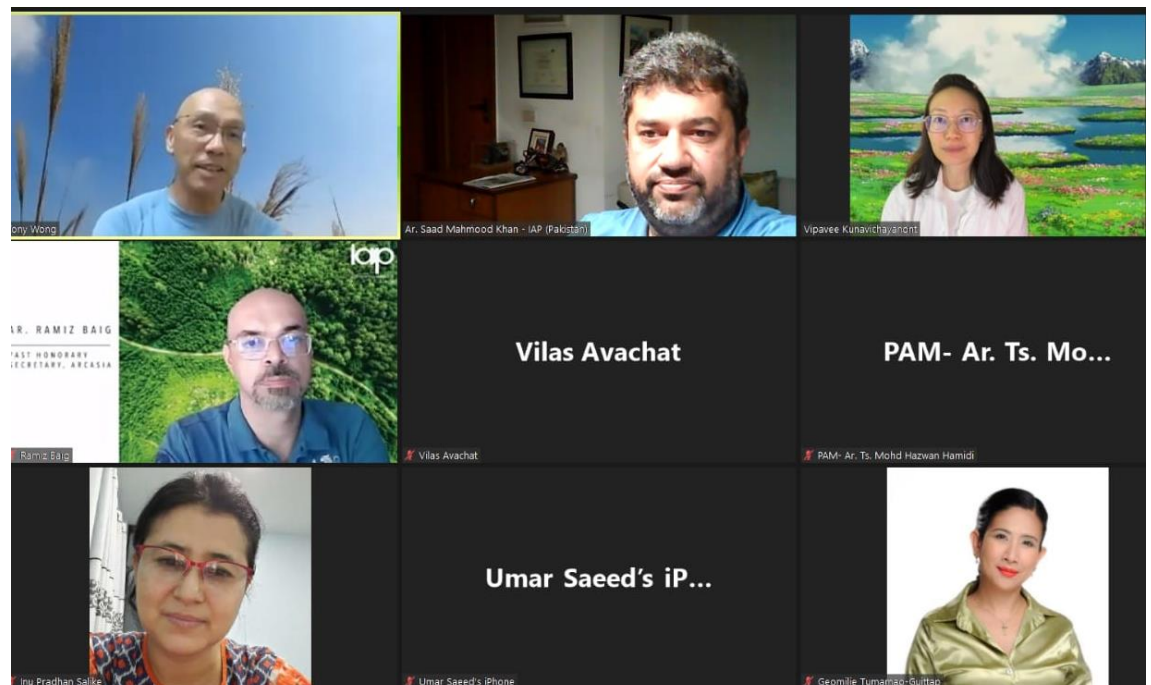 ony Wong
Ar. Saad Mahmood Khan - IAP (Pakistan)
Vipavee Kunavichayanont
iap
AR. RAMIZ BAIG
PAST HONORARY
SECRETARY, ARCASIA
Ramiz Baig
Vilas Avachat
Vilas Avachat
PAM- Ar. Ts. Mo...
PAM- Ar. Ts. Mohd Hazwan Hamidi
Inu Pradhan Salike
Umar Saeed's iP...
Umar Saeed's iPhone
Geomilie Tumamao-Guittap